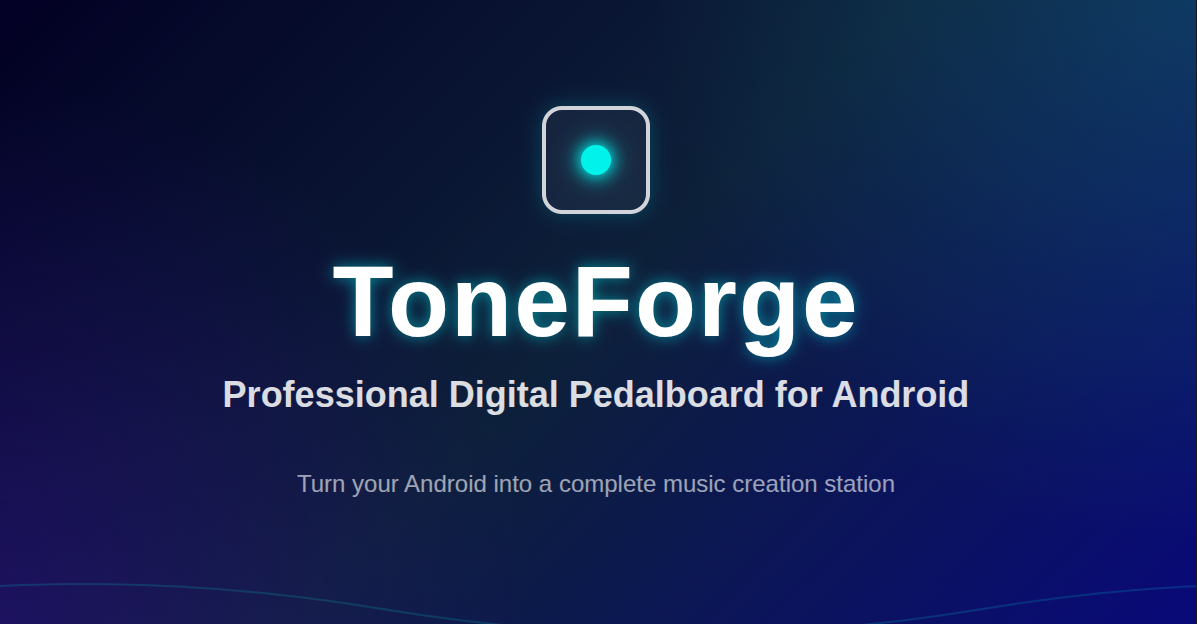 ToneForge
Professional Digital Pedalboard for Android
Turn your Android into a complete music creation station